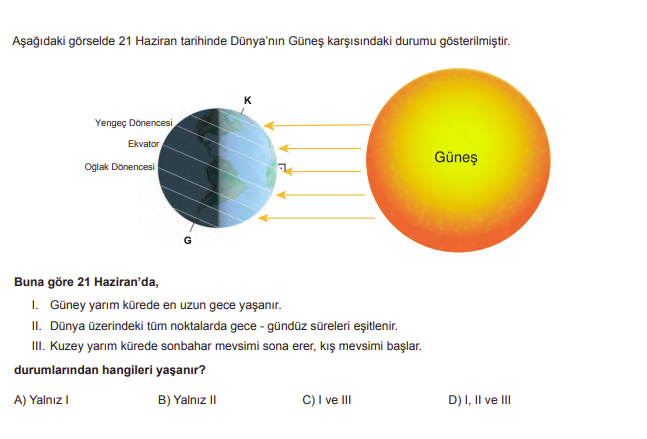 Aşağıdaki görselde 21 Haziran tarihinde Dünya'nın Güneş karşısındaki durumu gösterilmiştir.
K
Yengeç Dönencesi
Ekvator
Oğlak Dönencesi
Güneş
G
Buna göre 21 Haziran'da,
I. Güney yarım kürede en uzun gece yaşanır.
II. Dünya üzerindeki tüm noktalarda gece - gündüz süreleri eşitlenir.
III. Kuzey yarım kürede sonbahar mevsimi sona erer, kış mevsimi başlar.
durumlarından hangileri yaşanır?
A) Yalnız I B) Yalnız II C) I ve III D) I, II ve III